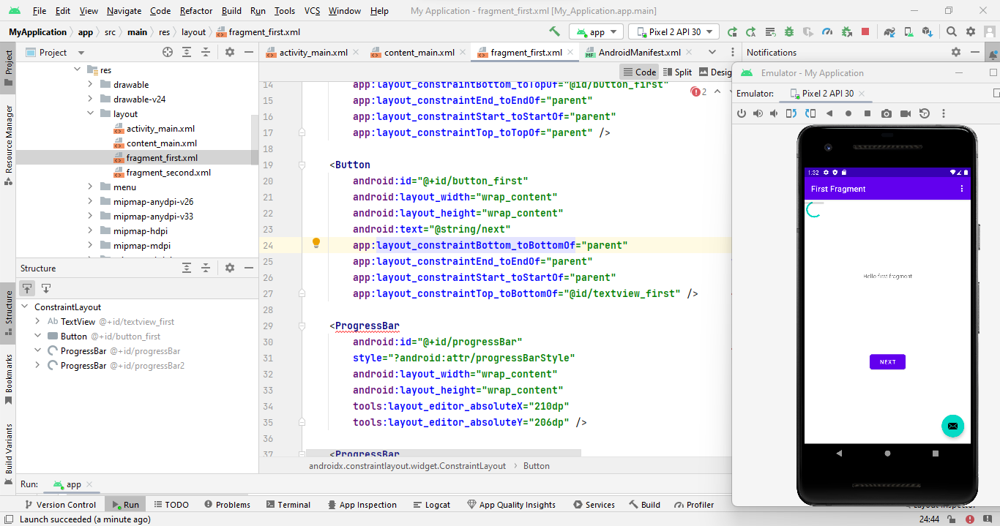 File Edit View Navigate Code Refactor Build Run Tools VCS Window Help My Application - fragment_first.xml [My_Application.app.main]
MyApplication app src main res layout fragment_first.xml app Pixel 2 API 30
Project
activity_main.xml content_main.xml fragment_first.xml AndroidManifest.xml
Notifications
Code Split Desig
Project
Resource Manager
Structure
Bookmarks
Build Variants
res
drawable
drawable-v24
layout
activity_main.xml
content_main.xml
fragment_first.xml
fragment_second.xml
menu
mipmap-anydpi-v26
mipmap-anydpi-v33
mipmap-hdpi
mipmap-mdpi
Structure
ConstraintLayout
Ab TextView @+id/textview_first
Button @+id/button_first
ProgressBar @+id/progressBar
ProgressBar @+id/progressBar2
2
14 app:layout_constraintBottom_toTopOf="@id/button_first"
15 app:layout_constraintEnd_toEndOf="parent"
16 app:layout_constraintStart_toStartOf="parent"
17 app:layout_constraintTop_toTopOf="parent" />
18
19 <Button
20 android:id="@+id/button_first"
21 android:layout_width="wrap_content"
22 android:layout_height="wrap_content"
23 android:text="@string/next"
24 app:layout_constraintBottom_toBottomOf="parent"
25 app:layout_constraintEnd_toEndOf="parent"
26 app:layout_constraintStart_toStartOf="parent"
27 app:layout_constraintTop_toBottomOf="@id/textview_first" />
28
29 <ProgressBar
30 android:id="@+id/progressBar"
31 style="?android:attr/progressBarStyle"
32 android:layout_width="wrap_content"
33 android:layout_height="wrap_content"
34 tools:layout_editor_absoluteX="210dp"
35 tools:layout_editor_absoluteY="206dp" />
36
37 <ProgressBar
androidx.constraintlayout.widget.ConstraintLayout Button
Emulator - My Application
Emulator: Pixel 2 API 30
1:32
First Fragment
Hello first fragment
NEXT
Run: app
Version Control Run TODO Problems Terminal App Inspection Logcat App Quality Insights Services Build Profiler Layout Inspector
Launch succeeded (a minute ago)
24:44